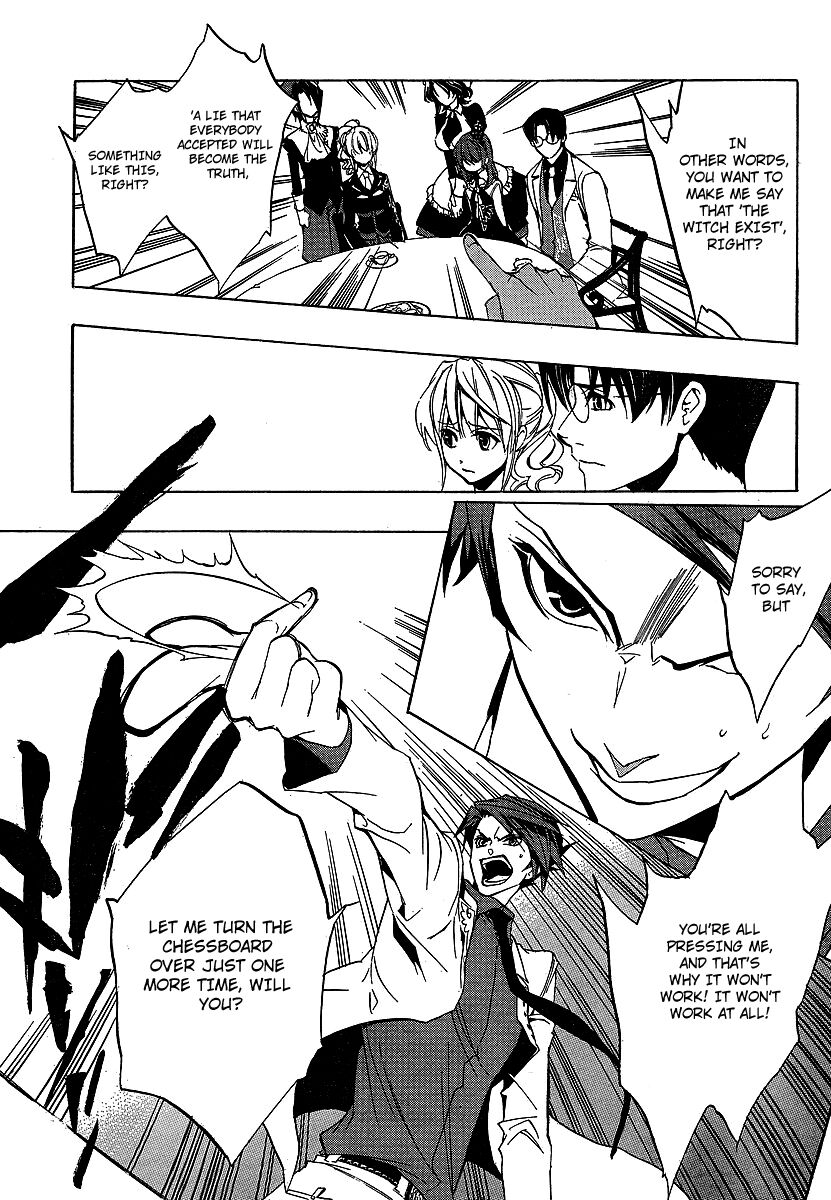 IN
OTHER WORDS,
YOU WANT TO
MAKE ME SAY
THAT 'THE
WITCH EXIST',
RIGHT?
'A LIE THAT
EVERYBODY
ACCEPTED WILL
BECOME THE
TRUTH,
SOMETHING
LIKE THIS,
RIGHT?
SORRY
TO SAY,
BUT
YOU'RE ALL
PRESSING ME,
AND THAT'S
WHY IT WON'T
WORK! IT WON'T
WORK AT ALL!
LET ME TURN THE
CHESSBOARD
OVER JUST ONE
MORE TIME, WILL
YOU?